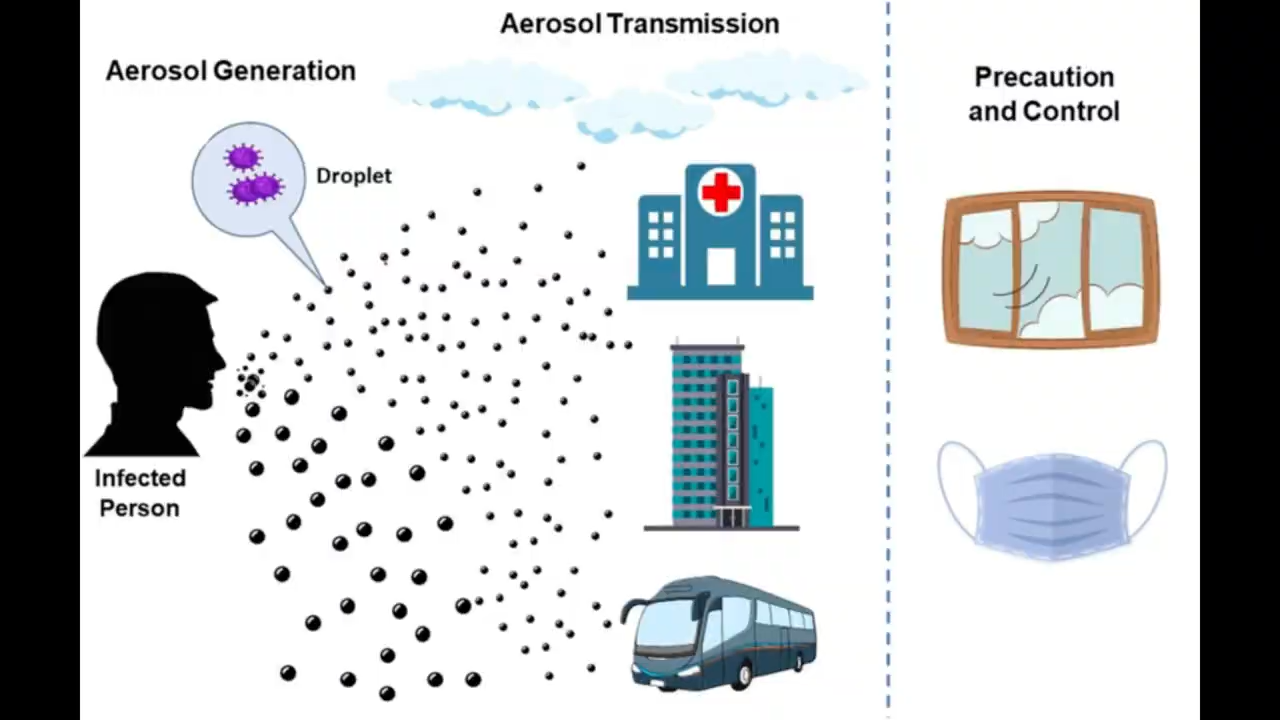 Aerosol Transmission
Aerosol Generation
Precaution
and Control
Droplet
Infected
Person